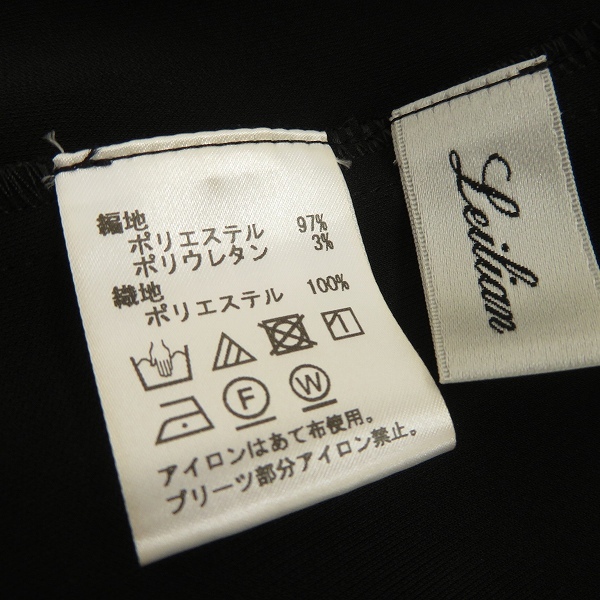 編地
ポリエステル 97%
ポリウレタン 3%
織地
ポリエステル 100%
F W
アイロンはあて布使用。
プリーツ部分アイロン禁止。
Leilian